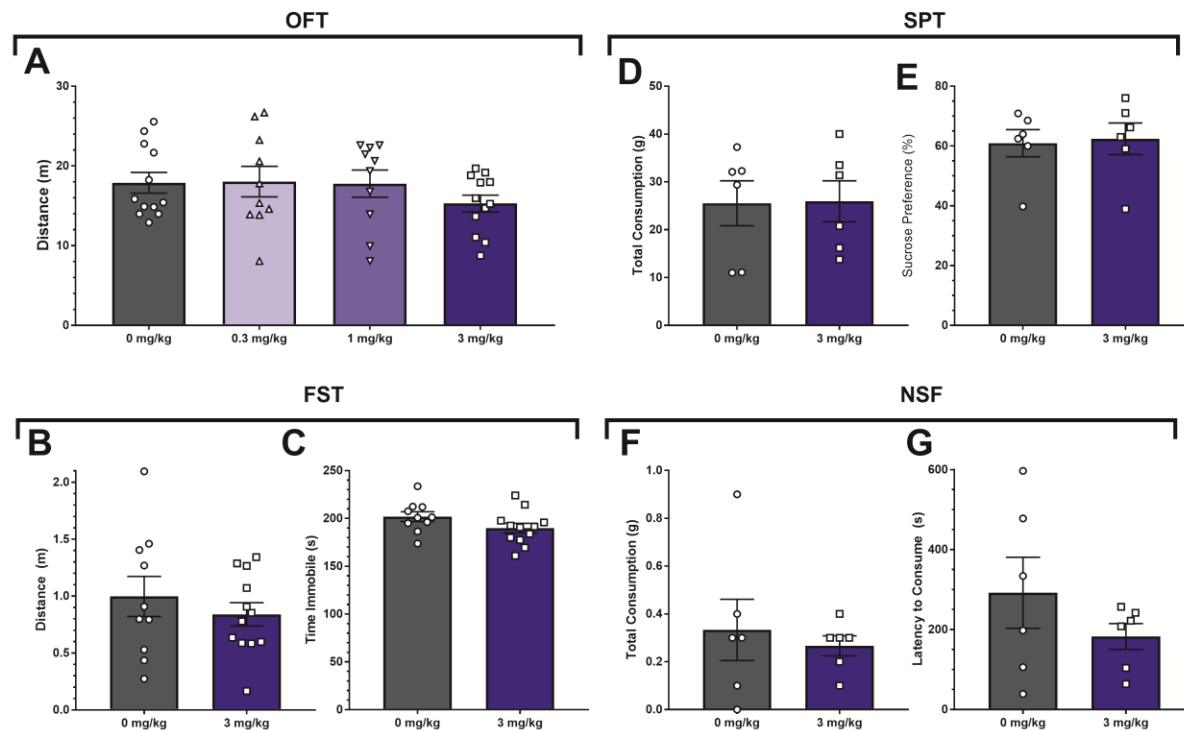 OFT
A
Distance (m)
30
20
10
0
0 mg/kg
0.3 mg/kg
1 mg/kg
3 mg/kg
SPT
D
Total Consumption (g)
50
40
30
20
10
0
0 mg/kg
3 mg/kg
E
Sucrose Preference (%)
80
60
40
20
0
0 mg/kg
3 mg/kg
FST
B
Distance (m)
2.0
1.5
1.0
0.5
0.0
0 mg/kg
3 mg/kg
C
Time Immobile (s)
250
200
150
100
50
0
0 mg/kg
3 mg/kg
NSF
F
Total Consumption (g)
1.0
0.8
0.6
0.4
0.2
0.0
0 mg/kg
3 mg/kg
G
Latency to Consume (s)
600
400
200
0
0 mg/kg
3 mg/kg